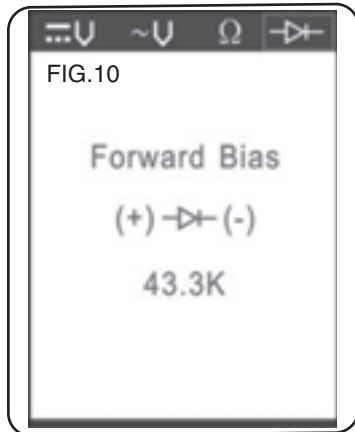 ⎓V ~V Ω
FIG.10
Forward Bias
(+) (-)
43.3K